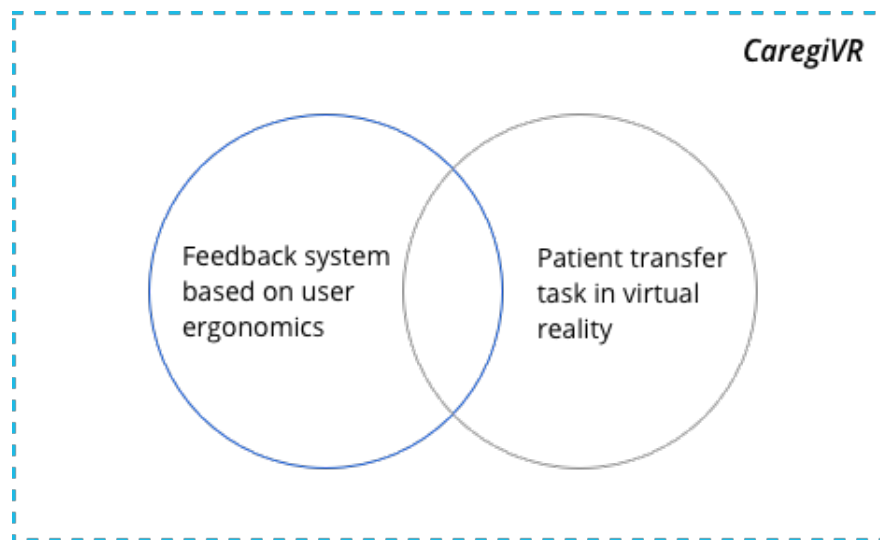 CaregiVR
Feedback system
based on user
ergonomics
Patient transfer
task in virtual
reality